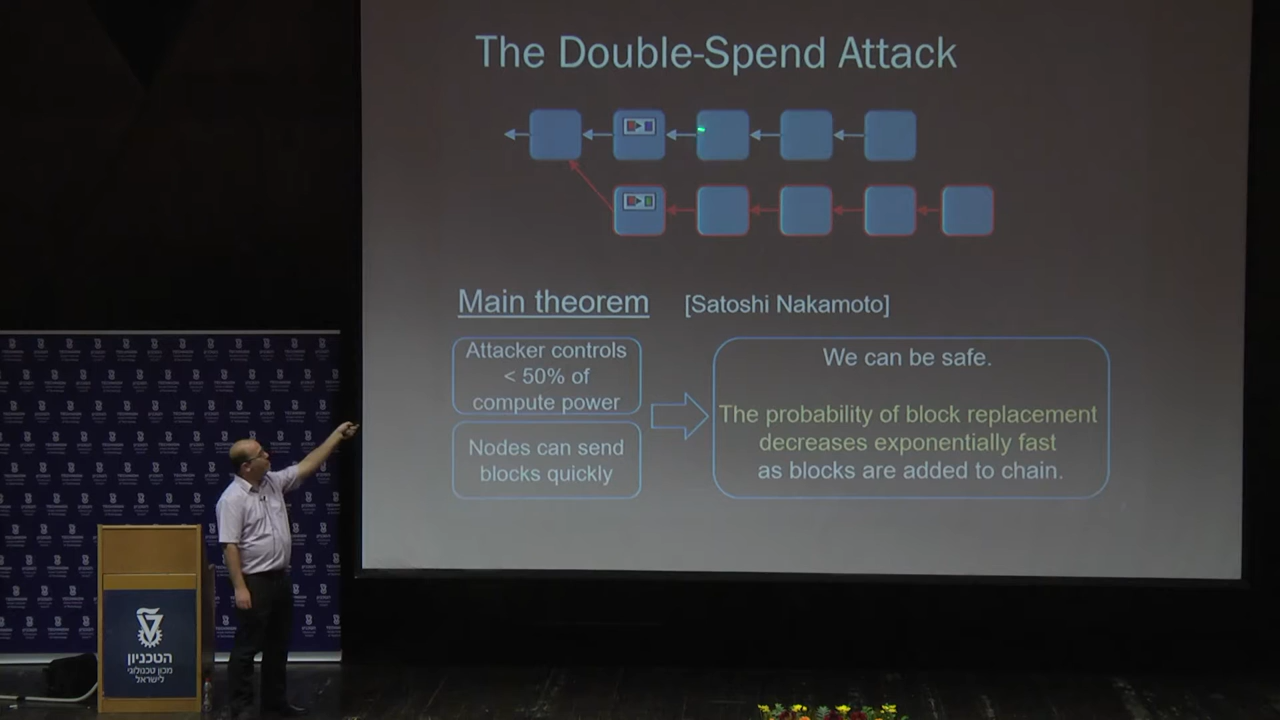 The Double-Spend Attack
Main theorem [Satoshi Nakamoto]
Attacker controls
< 50% of
compute power
Nodes can send
blocks quickly
We can be safe.
The probability of block replacement
decreases exponentially fast
as blocks are added to chain.
הטכניון
מכון טכנולוגי
לישראל